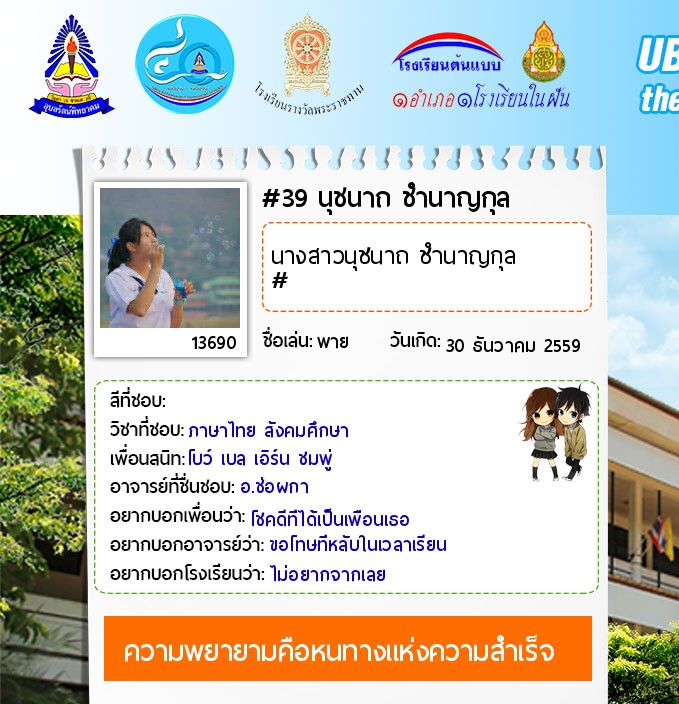 UB
the
อุบลรัตน์พิทยาคม
โรงเรียนรางวัลพระราชทาน
โรงเรียนต้นแบบ
๑อำเภอ๑โรงเรียนในฝัน
#39 นุชนาถ ชำนาญกุล
นางสาวนุชนาถ ชำนาญกุล
#
13690
ชื่อเล่น: พาย วันเกิด: 30 ธันวาคม 2559
สีที่ชอบ:
วิชาที่ชอบ: ภาษาไทย สังคมศึกษา
เพื่อนสนิท: โบว์ เบล เอิร์น ชมพู่
อาจารย์ที่ชื่นชอบ: อ.ช่อผกา
อยากบอกเพื่อนว่า: โชคดีที่ได้เป็นเพื่อนเธอ
อยากบอกอาจารย์ว่า: ขอโทษที่หลับในเวลาเรียน
อยากบอกโรงเรียนว่า: ไม่อยากจากเลย
ความพยายามคือหนทางแห่งความสำเร็จ